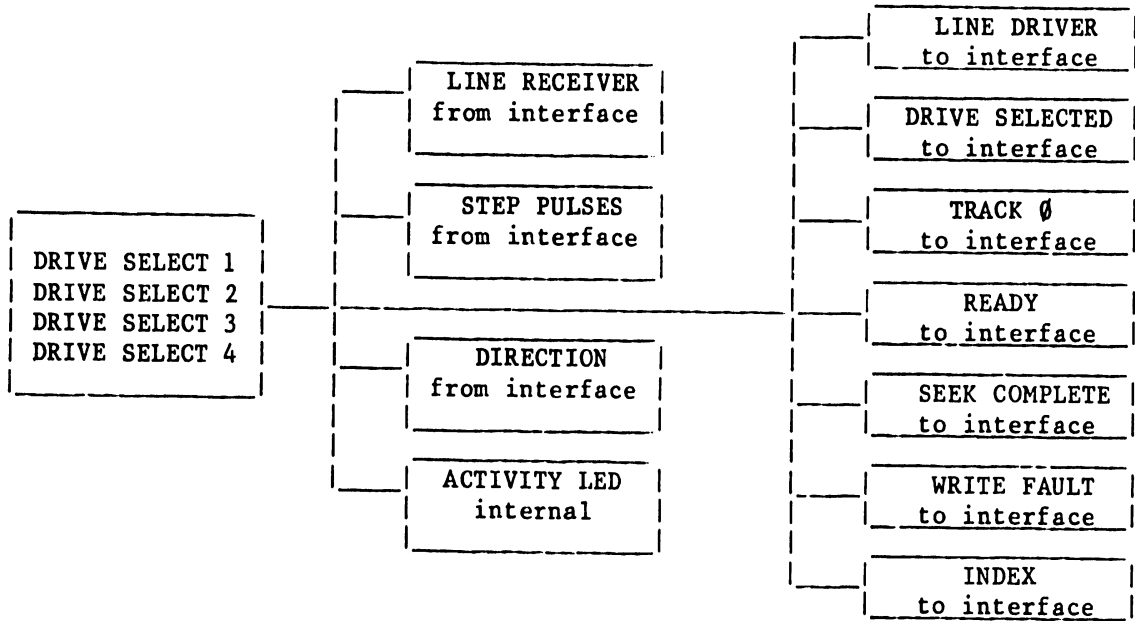 DRIVE SELECT 1
DRIVE SELECT 2
DRIVE SELECT 3
DRIVE SELECT 4
LINE RECEIVER
from interface
STEP PULSES
from interface
DIRECTION
from interface
ACTIVITY LED
internal
LINE DRIVER
to interface
DRIVE SELECTED
to interface
TRACK Ø
to interface
READY
to interface
SEEK COMPLETE
to interface
WRITE FAULT
to interface
INDEX
to interface